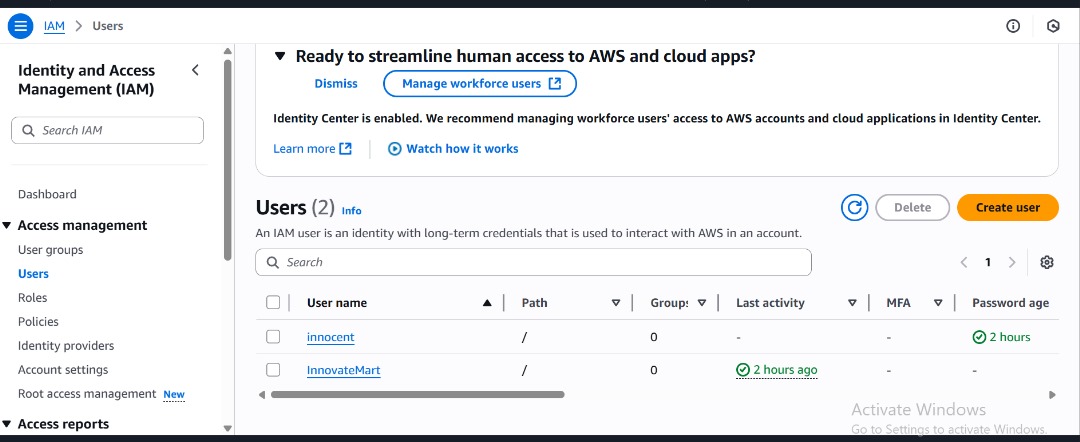 IAM > Users
Identity and Access
Management (IAM)
Search IAM
Dashboard
Access management
User groups
Users
Roles
Policies
Identity providers
Account settings
Root access management New
Access reports
Ready to streamline human access to AWS and cloud apps?
Dismiss Manage workforce users
Identity Center is enabled. We recommend managing workforce users' access to AWS accounts and cloud applications in Identity Center.
Learn more Watch how it works
Users (2) Info Delete Create user
An IAM user is an identity with long-term credentials that is used to interact with AWS in an account.
Search 1
User name Path Groups Last activity MFA Password age
innocent / 0 - - 2 hours
InnovateMart / 0 2 hours ago - -
Activate Windows
Go to Settings to activate Windows.